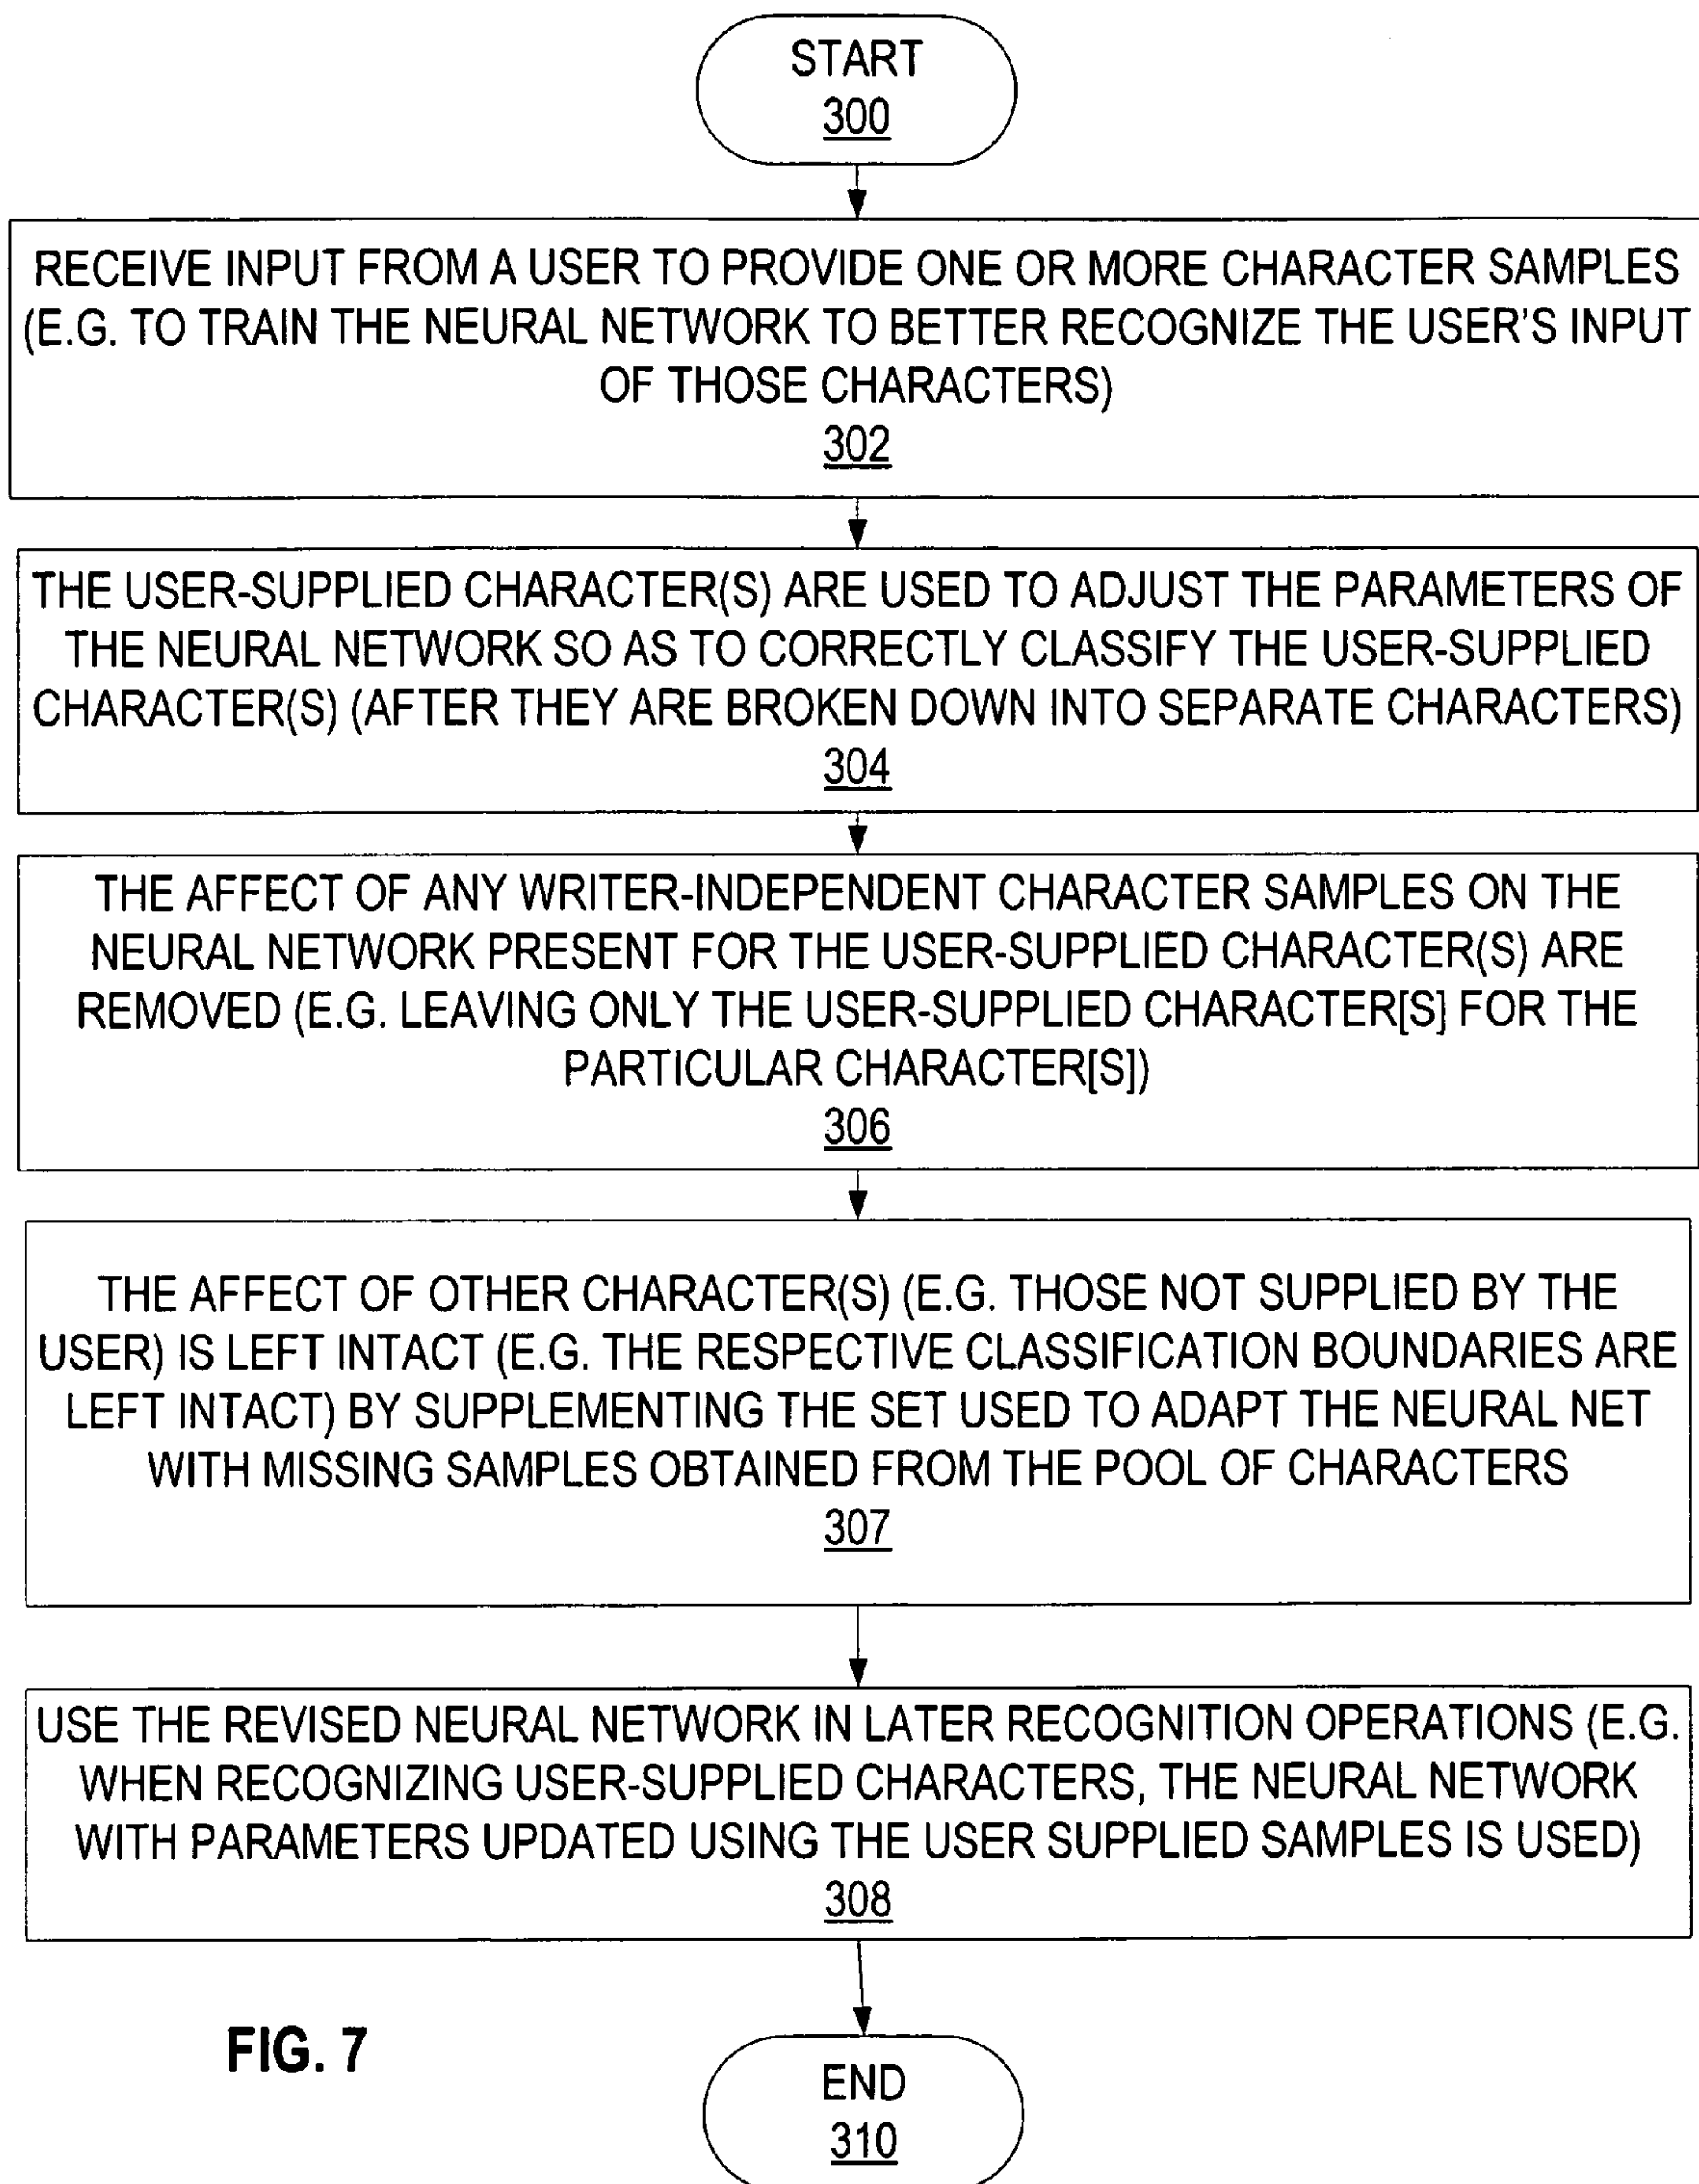 START
300
RECEIVE INPUT FROM A USER TO PROVIDE ONE OR MORE CHARACTER SAMPLES
(E.G. TO TRAIN THE NEURAL NETWORK TO BETTER RECOGNIZE THE USER'S INPUT
OF THOSE CHARACTERS)
302
THE USER-SUPPLIED CHARACTER(S) ARE USED TO ADJUST THE PARAMETERS OF
THE NEURAL NETWORK SO AS TO CORRECTLY CLASSIFY THE USER-SUPPLIED
CHARACTER(S) (AFTER THEY ARE BROKEN DOWN INTO SEPARATE CHARACTERS)
304
THE AFFECT OF ANY WRITER-INDEPENDENT CHARACTER SAMPLES ON THE
NEURAL NETWORK PRESENT FOR THE USER-SUPPLIED CHARACTER(S) ARE
REMOVED (E.G. LEAVING ONLY THE USER-SUPPLIED CHARACTER[S] FOR THE
PARTICULAR CHARACTER[S])
306
THE AFFECT OF OTHER CHARACTER(S) (E.G. THOSE NOT SUPPLIED BY THE
USER) IS LEFT INTACT (E.G. THE RESPECTIVE CLASSIFICATION BOUNDARIES ARE
LEFT INTACT) BY SUPPLEMENTING THE SET USED TO ADAPT THE NEURAL NET
WITH MISSING SAMPLES OBTAINED FROM THE POOL OF CHARACTERS
307
USE THE REVISED NEURAL NETWORK IN LATER RECOGNITION OPERATIONS (E.G.
WHEN RECOGNIZING USER-SUPPLIED CHARACTERS, THE NEURAL NETWORK
WITH PARAMETERS UPDATED USING THE USER SUPPLIED SAMPLES IS USED)
308
FIG. 7
END
310